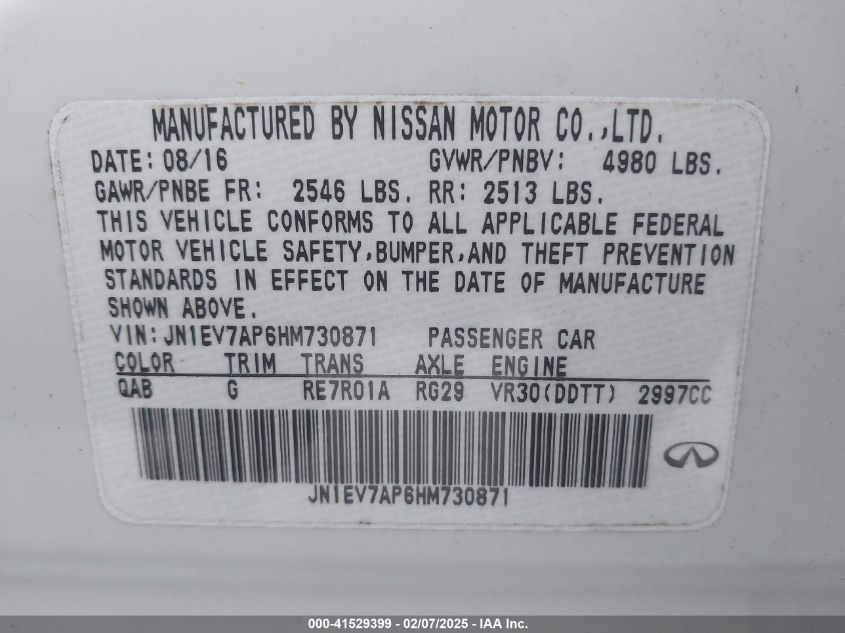 MANUFACTURED BY NISSAN MOTOR CO.,LTD.
DATE: 08/16 GVWR/PNBV: 4980 LBS.
GAWR/PNBE FR: 2546 LBS. RR: 2513 LBS.
THIS VEHICLE CONFORMS TO ALL APPLICABLE FEDERAL
MOTOR VEHICLE SAFETY,BUMPER,AND THEFT PREVENTION
STANDARDS IN EFFECT ON THE DATE OF MANUFACTURE
SHOWN ABOVE.
VIN: JN1EV7AP6HM730871 PASSENGER CAR
COLOR TRIM TRANS AXLE ENGINE
QAB G RE7R01A RG29 VR30(DDTT) 2997CC
JN1EV7AP6HM730871
000-41529399 - 02/07/2025 - IAA Inc.